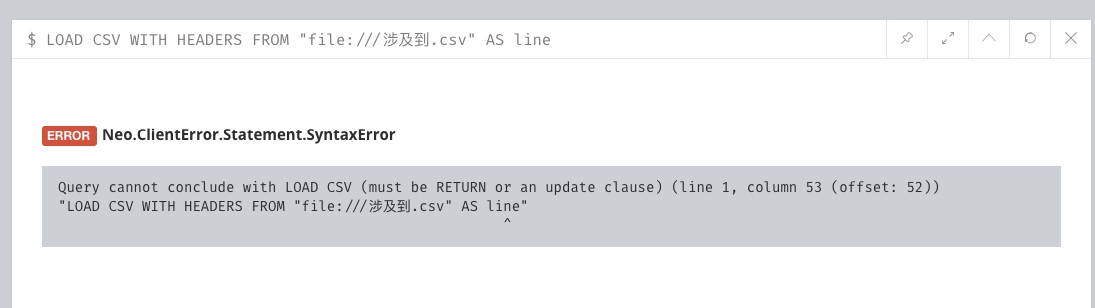 $ LOAD CSV WITH HEADERS FROM "file:///涉及到.csv" AS line
ERROR Neo.ClientError.Statement.SyntaxError
Query cannot conclude with LOAD CSV (must be RETURN or an update clause) (line 1, column 53 (offset: 52))
"LOAD CSV WITH HEADERS FROM "file:///涉及到.csv" AS line"
^